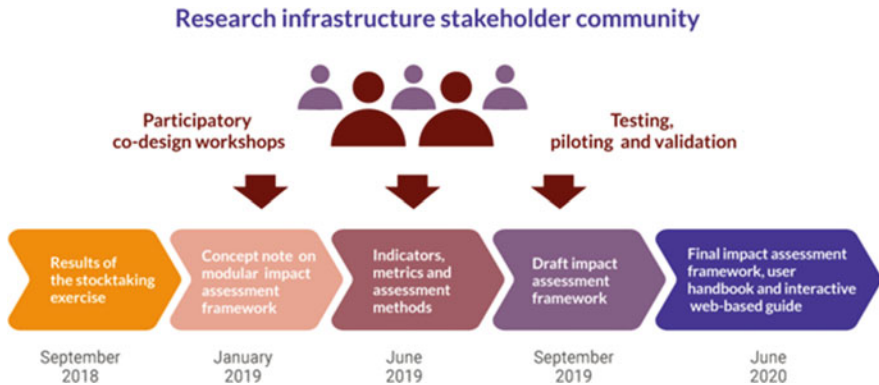 Research infrastructure stakeholder community
Participatory
co-design workshops
Testing,
piloting and validation
Results of
the stocktaking
exercise
Concept note on
modular impact
assessment
framework
Indicators,
metrics and
assessment
methods
Draft impact
assessment
framework
Final impact assessment
framework, user
handbook and interactive
web-based guide
September
2018
January
2019
June
2019
September
2019
June
2020